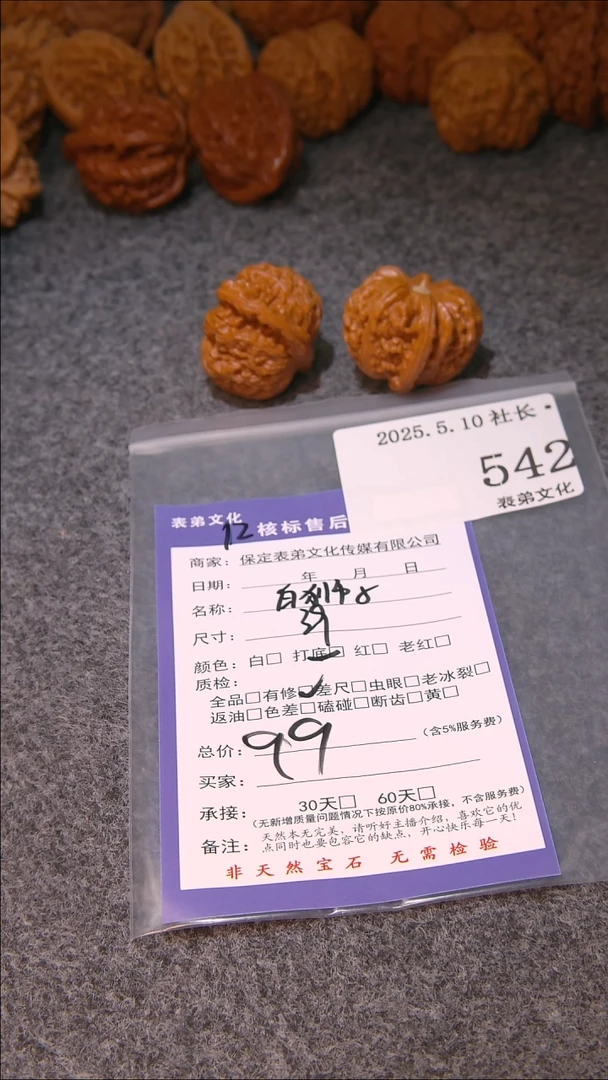 2025.5.10 社长·
542
表弟文化
表弟文化
12 核标售后
商家：保定表弟文化传媒有限公司
日期： 年 月 日
名称：白狮子
尺寸：
颜色：白□ 打底□ 红□ 老红□
质检：
全品□有修□差尺□虫眼□老冰裂□
返油□色差□磕碰□断齿□黄□
总价：99 （含5%服务费）
买家：
承接：30天□ 60天□
（无新增质量问题情况下按原价80%承接，不含服务费）
备注：天然本无完美，请听好主播介绍，喜欢它的优
点同时也要包容它的缺点，开心快乐每一天！
非天然宝石 无需检验